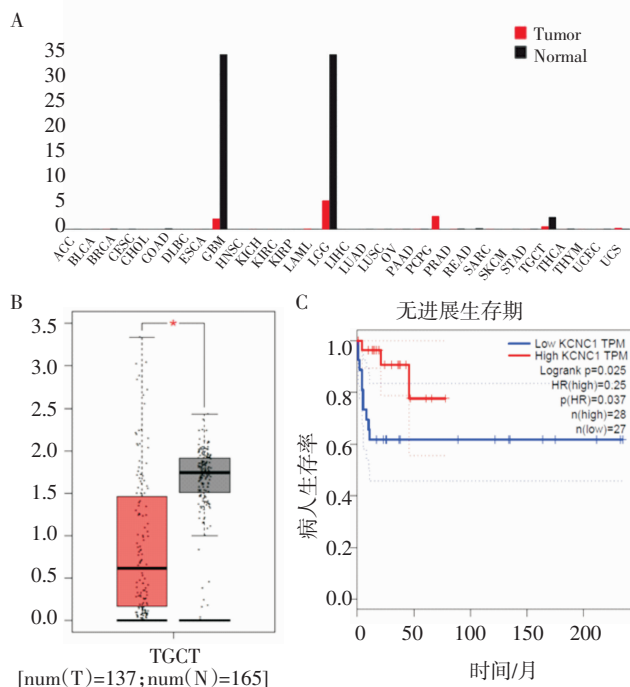 A
Tumor
Normal
35
30
25
20
15
10
5
0
ACC
BLCA
BRCA
CESC
CHOL
COAD
DLBC
ESCA
GBM
HNSC
KICH
KIRC
KIRP
LAML
LGG
LIHC
LUAD
LUSC
OV
PAAD
PCPG
PRAD
READ
SARC
SKCM
STAD
TGCT
THCA
THYM
UCEC
UCS
B
3.5
3.0
2.5
2.0
1.5
1.0
0.5
0.0
*
TGCT
[num(T)=137;num(N)=165]
C
无进展生存期
Low KCNC1 TPM
High KCNC1 TPM
Logrank p=0.025
HR(high)=0.25
p(HR)=0.037
n(high)=28
n(low)=27
病人生存率
1.0
0.8
0.6
0.4
0.2
0.0
0 50 100 150 200
时间/月